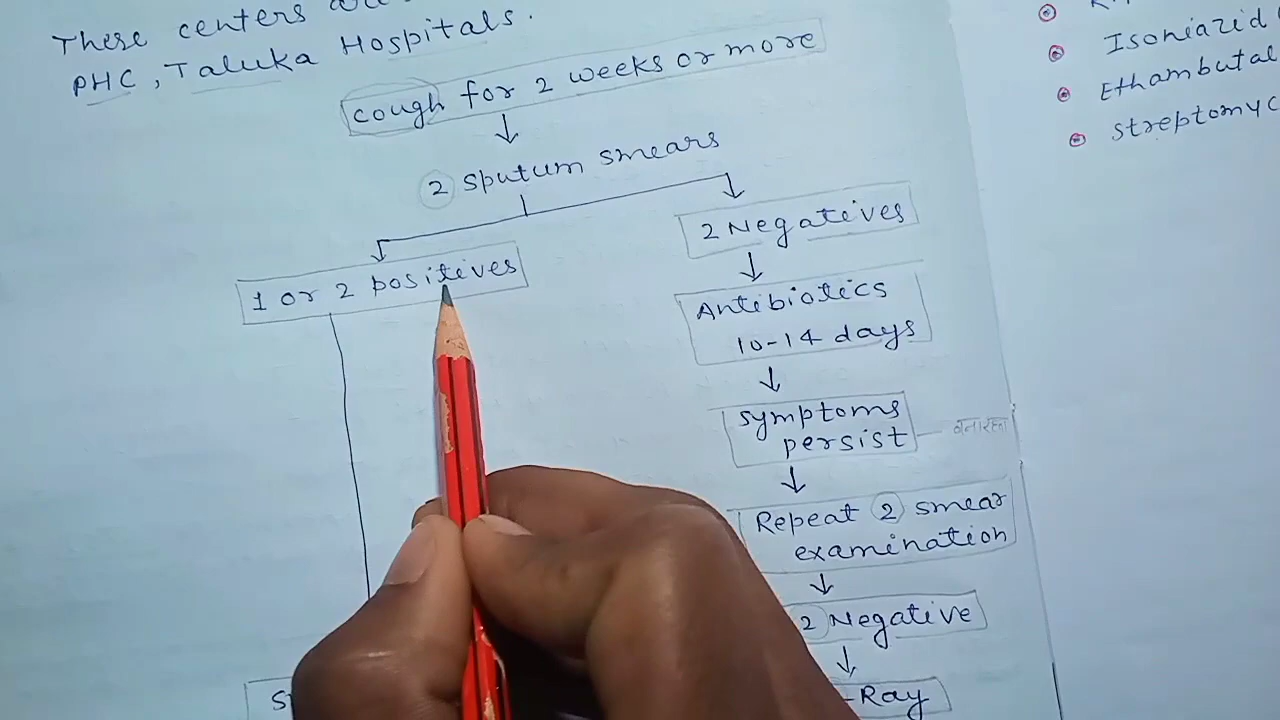 These centers
PHC, Taluka Hospitals.
cough for 2 weeks or more
2 sputum smears
1 or 2 positives
2 Negatives
Antibiotics
10-14 days
symptoms
persist
Repeat 2 smear
examination
2 Negative
-Ray
Isoniazid
Ethambutal
streptomyc